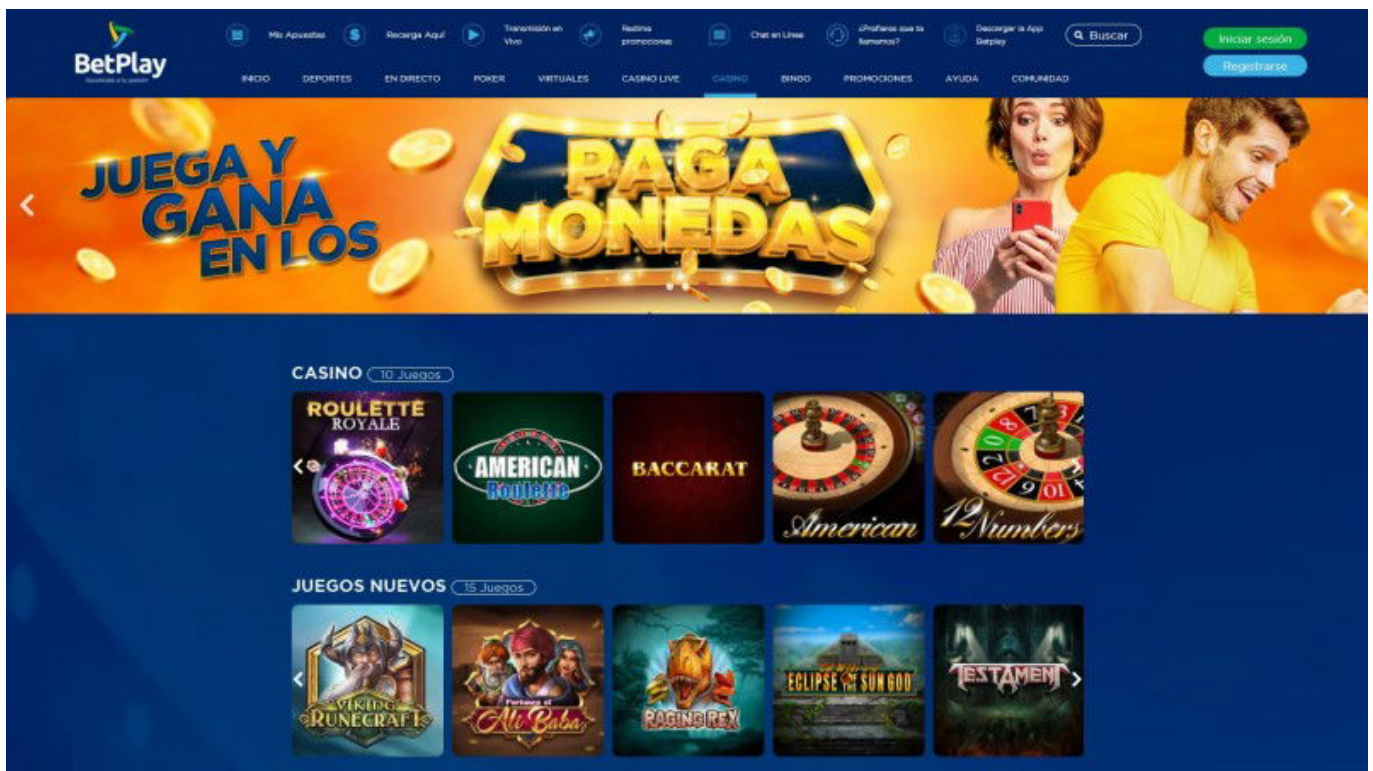 BetPlay
Mis Apuestas
Recarga Aquí
Transmisión en
Vivo
Redime
promociones
Chat en Línea
¿Prefieres que te
llamemos?
Descargar la App
Betplay
Buscar
Iniciar sesión
Registrarse
INICIO
DEPORTES
EN DIRECTO
POKER
VIRTUALES
CASINO LIVE
CASINO
BINGO
PROMOCIONES
AYUDA
COMUNIDAD
JUEGA Y
GANA
EN LOS
PAGA
MONEDAS
CASINO 10 Juegos
ROULETTE
ROYALE
AMERICAN
Roulette
BACCARAT
American
12 Numbers
JUEGOS NUEVOS 15 Juegos
VIKING
RUNECRAFT
Fortunes of
Ali Baba
RAGING REX
ECLIPSE OF THE SUN GOD
TESTAMENT